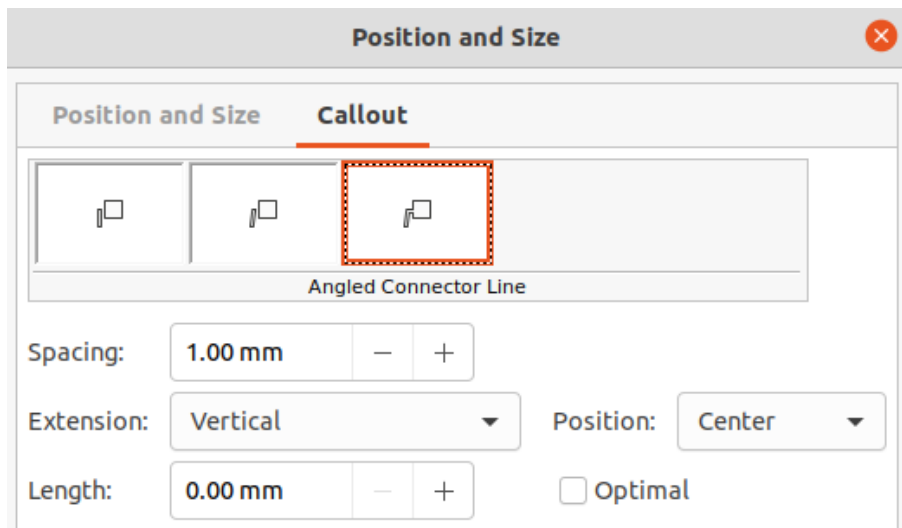 Position and Size
Position and Size Callout
Angled Connector Line
Spacing: 1.00 mm
Extension: Vertical Position: Center
Length: 0.00 mm Optimal